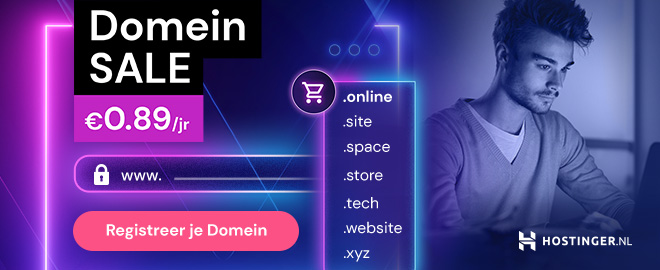 Domein
SALE
€0.89/jr
www.
Registreer je Domein
.online
.site
.space
.store
.tech
.website
.xyz
HOSTINGER.NL